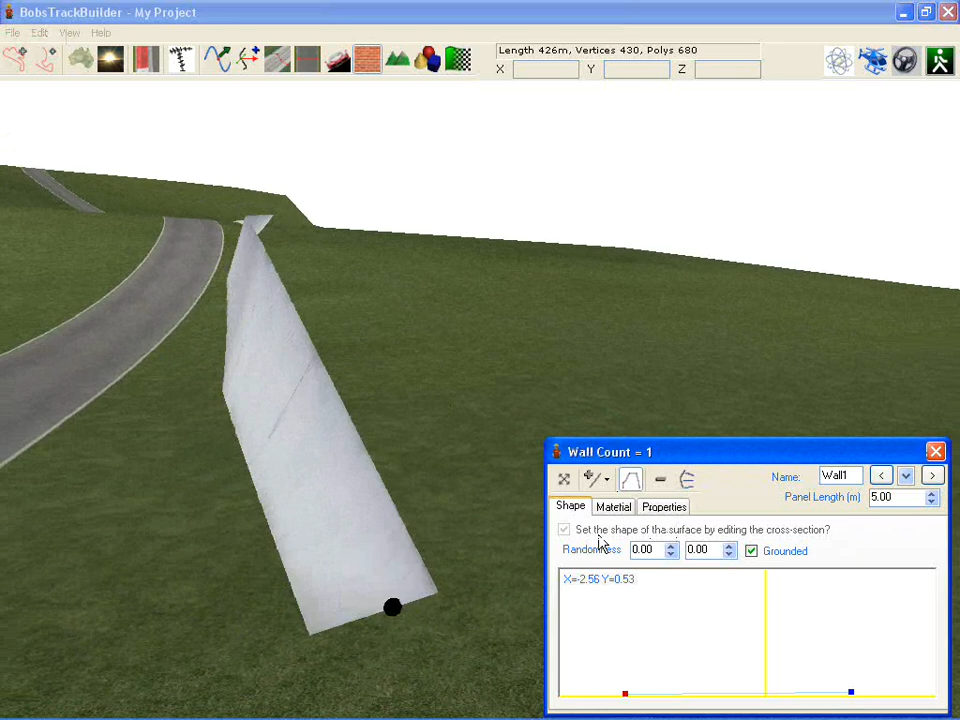 BobsTrackBuilder - My Project
File Edit View Help
Length 426m, Vertices 430, Polys 680
X Y Z
Wall Count = 1
Name: Wall1
Panel Length (m) 5.00
Shape Material Properties
Set the shape of the surface by editing the cross-section?
Randomness 0.00 0.00 Grounded
X=-2.56 Y=0.53